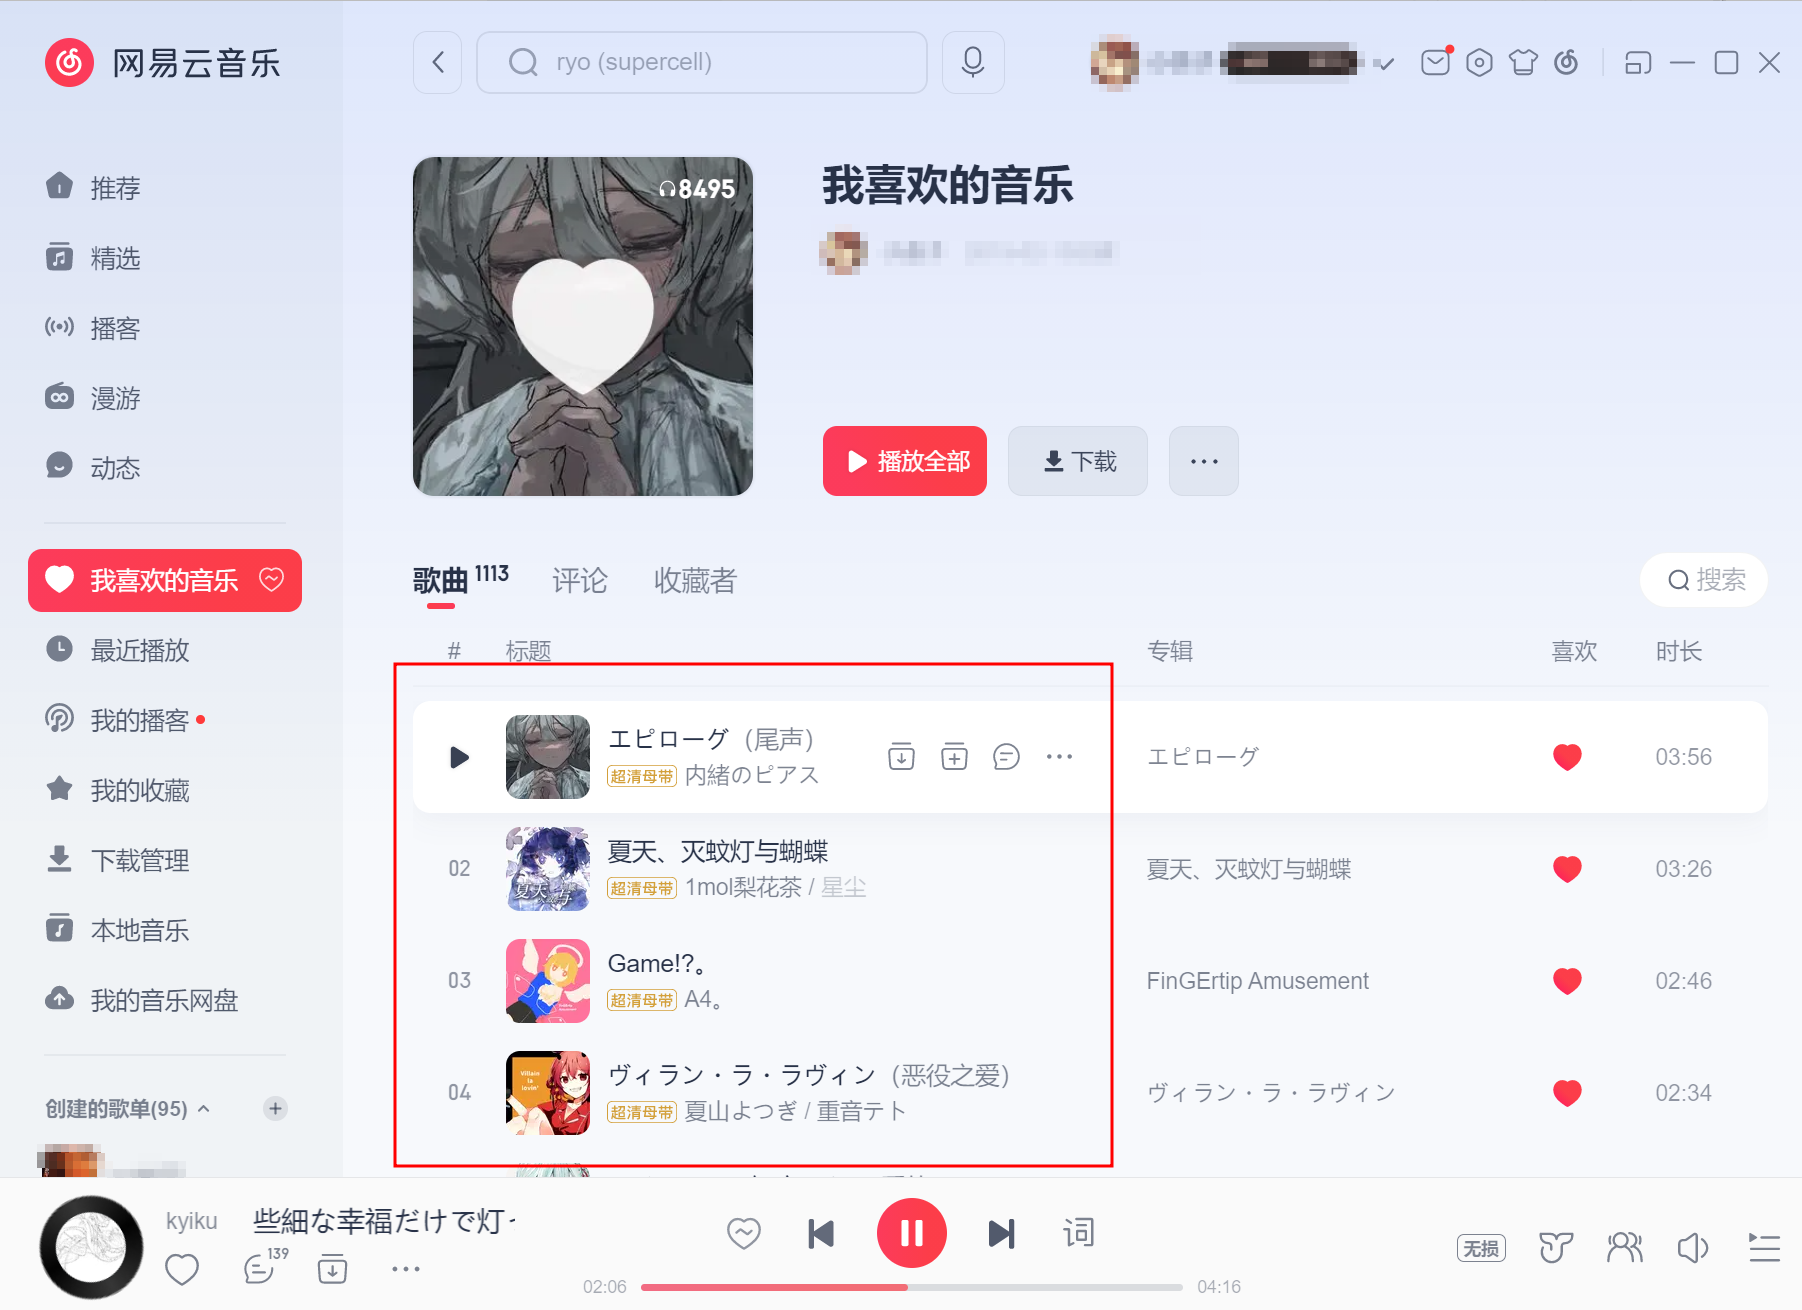 网易云音乐
ryo (supercell)
推荐
精选
播客
漫游
动态
我喜欢的音乐
最近播放
我的播客
我的收藏
下载管理
本地音乐
我的音乐网盘
创建的歌单(95)
8495
我喜欢的音乐
播放全部
下载
歌曲 1113 评论 收藏者
搜索
# 标题 专辑 喜欢 时长
エピローグ（尾声）
超清母带 内緒のピアス
エピローグ 03:56
02 夏天、灭蚊灯与蝴蝶
超清母带 1mol梨花茶 / 星尘
夏天、灭蚊灯与蝴蝶 03:26
03 Game!?。
超清母带 A4。
FinGErtip Amusement 02:46
Villain
la
lovin'
04 ヴィラン・ラ・ラヴィン（恶役之爱）
超清母带 夏山よつぎ / 重音テト
ヴィラン・ラ・ラヴィン 02:34
kyiku 些細な幸福だけで灯
139
词
02:06 04:16
无损